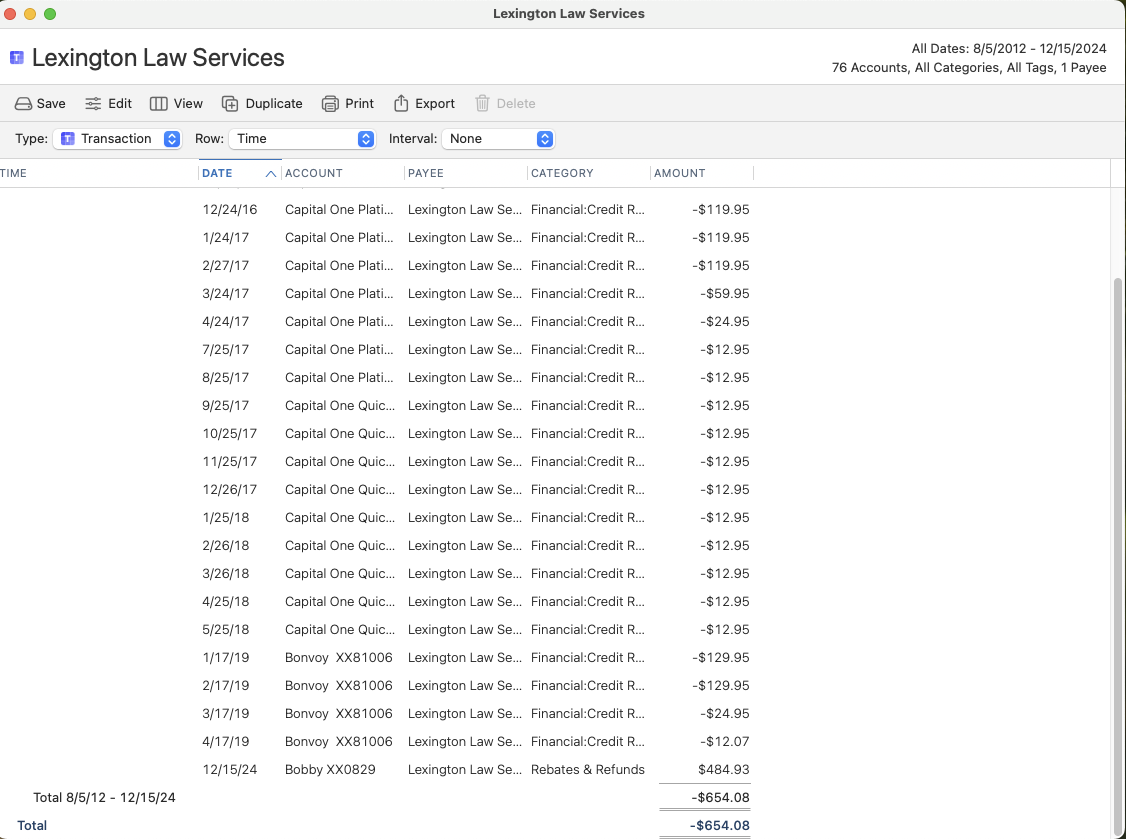 Lexington Law Services
Lexington Law Services
All Dates: 8/5/2012 - 12/15/2024
76 Accounts, All Categories, All Tags, 1 Payee
Save Edit View Duplicate Print Export Delete
Type: T Transaction Row: Time Interval: None
TIME DATE ACCOUNT PAYEE CATEGORY AMOUNT
12/24/16 Capital One Plati... Lexington Law Se... Financial:Credit R... -$119.95
1/24/17 Capital One Plati... Lexington Law Se... Financial:Credit R... -$119.95
2/27/17 Capital One Plati... Lexington Law Se... Financial:Credit R... -$119.95
3/24/17 Capital One Plati... Lexington Law Se... Financial:Credit R... -$59.95
4/24/17 Capital One Plati... Lexington Law Se... Financial:Credit R... -$24.95
7/25/17 Capital One Plati... Lexington Law Se... Financial:Credit R... -$12.95
8/25/17 Capital One Plati... Lexington Law Se... Financial:Credit R... -$12.95
9/25/17 Capital One Quic... Lexington Law Se... Financial:Credit R... -$12.95
10/25/17 Capital One Quic... Lexington Law Se... Financial:Credit R... -$12.95
11/25/17 Capital One Quic... Lexington Law Se... Financial:Credit R... -$12.95
12/26/17 Capital One Quic... Lexington Law Se... Financial:Credit R... -$12.95
1/25/18 Capital One Quic... Lexington Law Se... Financial:Credit R... -$12.95
2/26/18 Capital One Quic... Lexington Law Se... Financial:Credit R... -$12.95
3/26/18 Capital One Quic... Lexington Law Se... Financial:Credit R... -$12.95
4/25/18 Capital One Quic... Lexington Law Se... Financial:Credit R... -$12.95
5/25/18 Capital One Quic... Lexington Law Se... Financial:Credit R... -$12.95
1/17/19 Bonvoy XX81006 Lexington Law Se... Financial:Credit R... -$129.95
2/17/19 Bonvoy XX81006 Lexington Law Se... Financial:Credit R... -$129.95
3/17/19 Bonvoy XX81006 Lexington Law Se... Financial:Credit R... -$24.95
4/17/19 Bonvoy XX81006 Lexington Law Se... Financial:Credit R... -$12.07
12/15/24 Bobby XX0829 Lexington Law Se... Rebates & Refunds $484.93
Total 8/5/12 - 12/15/24 -$654.08
Total -$654.08